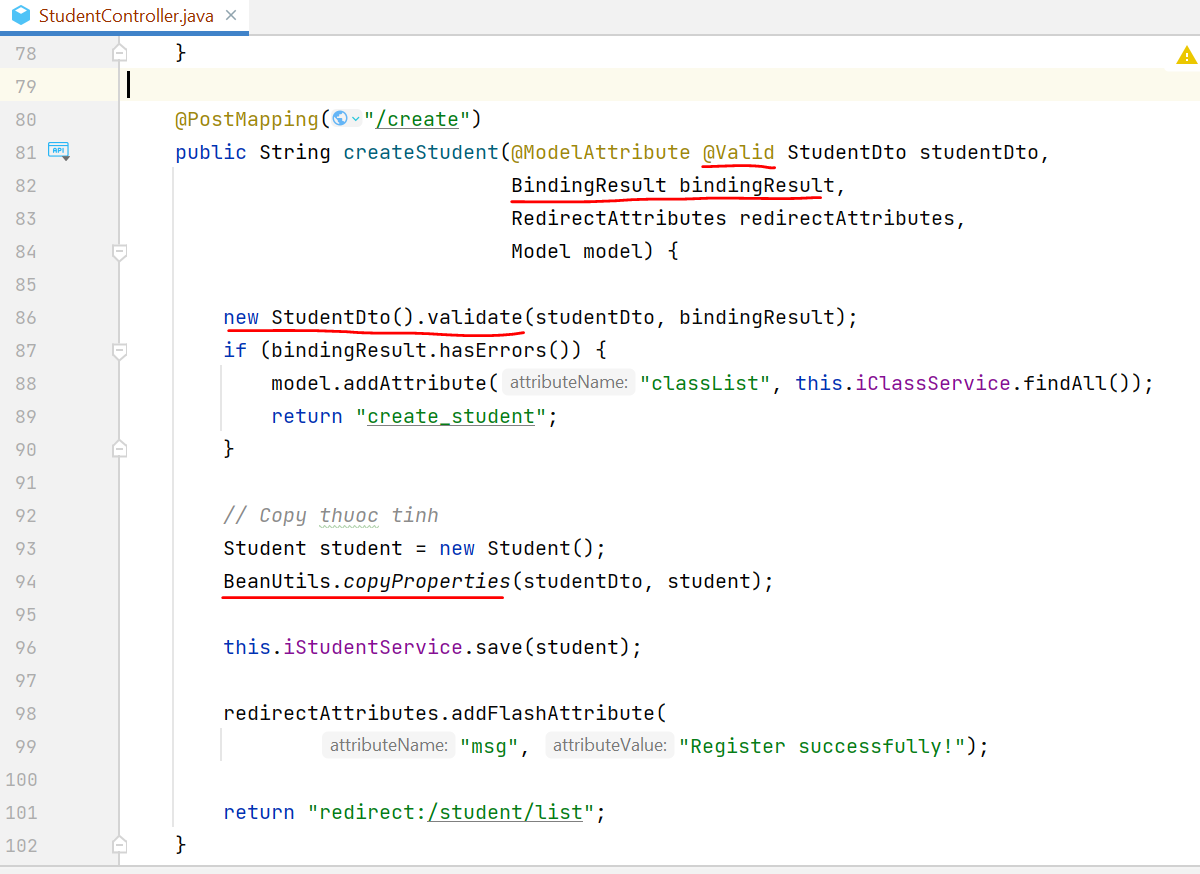 StudentController.java
78 }
79
80 @PostMapping("/create")
81 public String createStudent(@ModelAttribute @Valid StudentDto studentDto,
82 BindingResult bindingResult,
83 RedirectAttributes redirectAttributes,
84 Model model) {
85
86 new StudentDto().validate(studentDto, bindingResult);
87 if (bindingResult.hasErrors()) {
88 model.addAttribute( attributeName: "classList", this.iClassService.findAll());
89 return "create_student";
90 }
91
92 // Copy thuoc tinh
93 Student student = new Student();
94 BeanUtils.copyProperties(studentDto, student);
95
96 this.iStudentService.save(student);
97
98 redirectAttributes.addFlashAttribute(
99 attributeName: "msg", attributeValue: "Register successfully!");
100
101 return "redirect:/student/list";
102 }